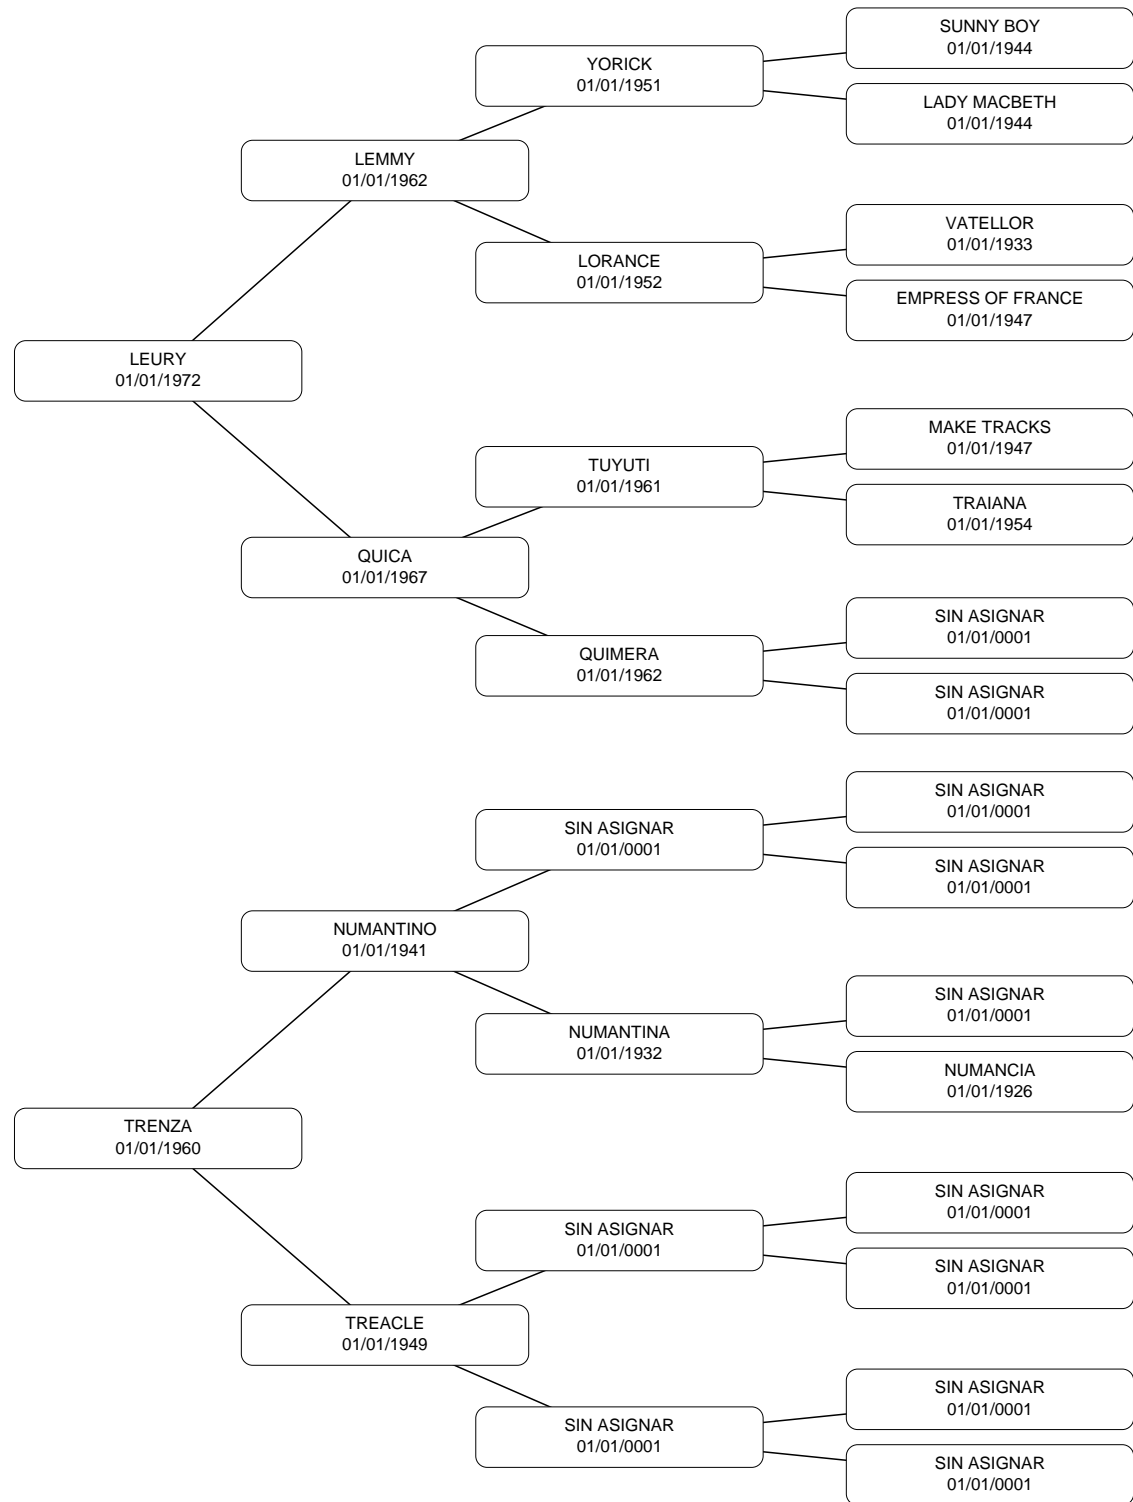 SUNNY BOY
01/01/1944
YORICK
01/01/1951
LADY MACBETH
01/01/1944
LEMMY
01/01/1962
VATELLOR
01/01/1933
LORANCE
01/01/1952
EMPRESS OF FRANCE
01/01/1947
LEURY
01/01/1972
MAKE TRACKS
01/01/1947
TUYUTI
01/01/1961
TRAIANA
01/01/1954
QUICA
01/01/1967
SIN ASIGNAR
01/01/0001
QUIMERA
01/01/1962
SIN ASIGNAR
01/01/0001
SIN ASIGNAR
01/01/0001
SIN ASIGNAR
01/01/0001
SIN ASIGNAR
01/01/0001
NUMANTINO
01/01/1941
SIN ASIGNAR
01/01/0001
NUMANTINA
01/01/1932
NUMANCIA
01/01/1926
TRENZA
01/01/1960
SIN ASIGNAR
01/01/0001
SIN ASIGNAR
01/01/0001
SIN ASIGNAR
01/01/0001
TREACLE
01/01/1949
SIN ASIGNAR
01/01/0001
SIN ASIGNAR
01/01/0001
SIN ASIGNAR
01/01/0001